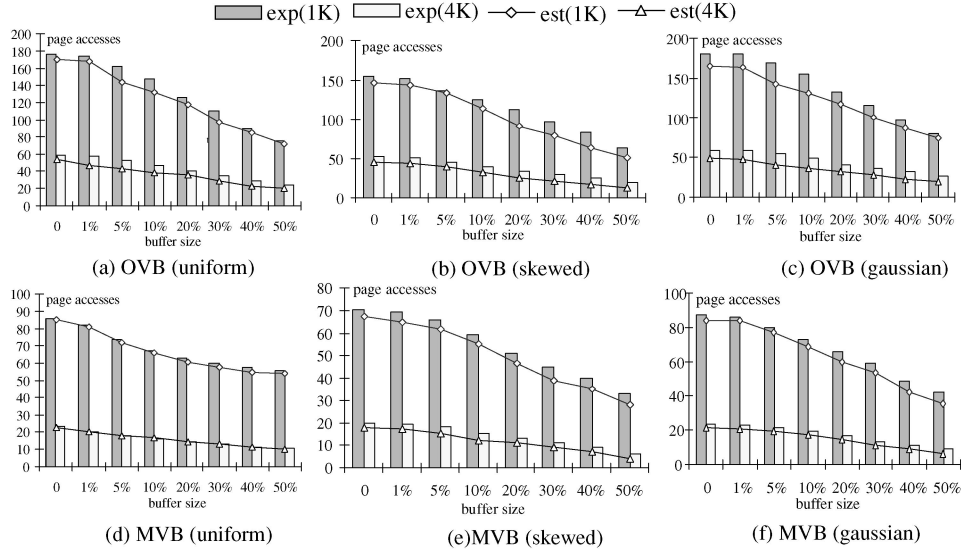 exp(1K) exp(4K) est(1K) est(4K)
page accesses
200
180
160
140
120
100
80
60
40
20
0
0 1% 5% 10% 20% 30% 40% 50%
buffer size
(a) OVB (uniform)
page accesses
200
150
100
50
0
0 1% 5% 10% 20% 30% 40% 50%
buffer size
(b) OVB (skewed)
page accesses
200
150
100
50
0
0 1% 5% 10% 20% 30% 40% 50%
buffer size
(c) OVB (gaussian)
page accesses
100
90
80
70
60
50
40
30
20
10
0
0 1% 5% 10% 20% 30% 40% 50%
buffer size
(d) MVB (uniform)
page accesses
80
70
60
50
40
30
20
10
0
0 1% 5% 10% 20% 30% 40% 50%
buffer size
(e)MVB (skewed)
page accesses
100
80
60
40
20
0
0 1% 5% 10% 20% 30% 40% 50%
buffer size
(f) MVB (gaussian)